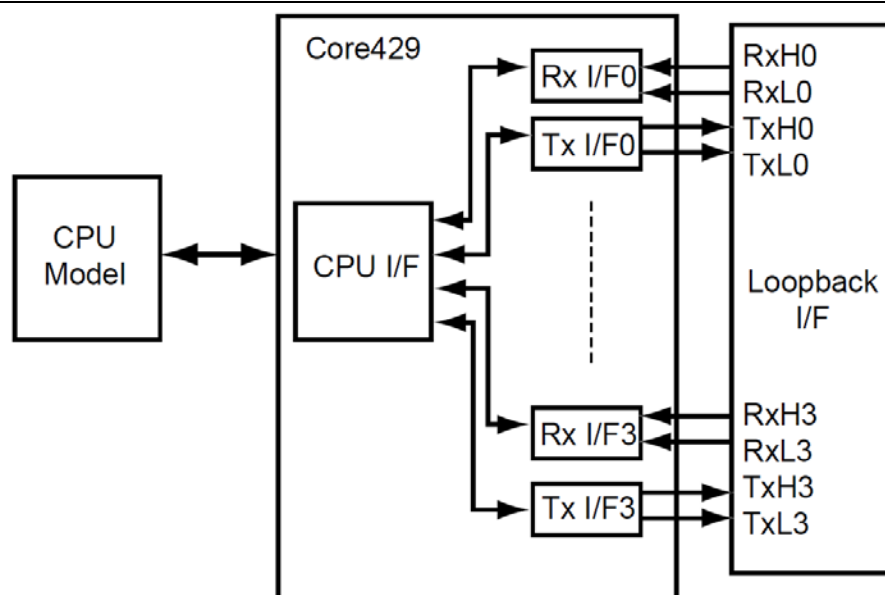 Core429
Rx I/F0
Tx I/F0
RxH0
RxL0
TxH0
TxL0
CPU
Model
CPU I/F
Loopback
I/F
Rx I/F3
Tx I/F3
RxH3
RxL3
TxH3
TxL3